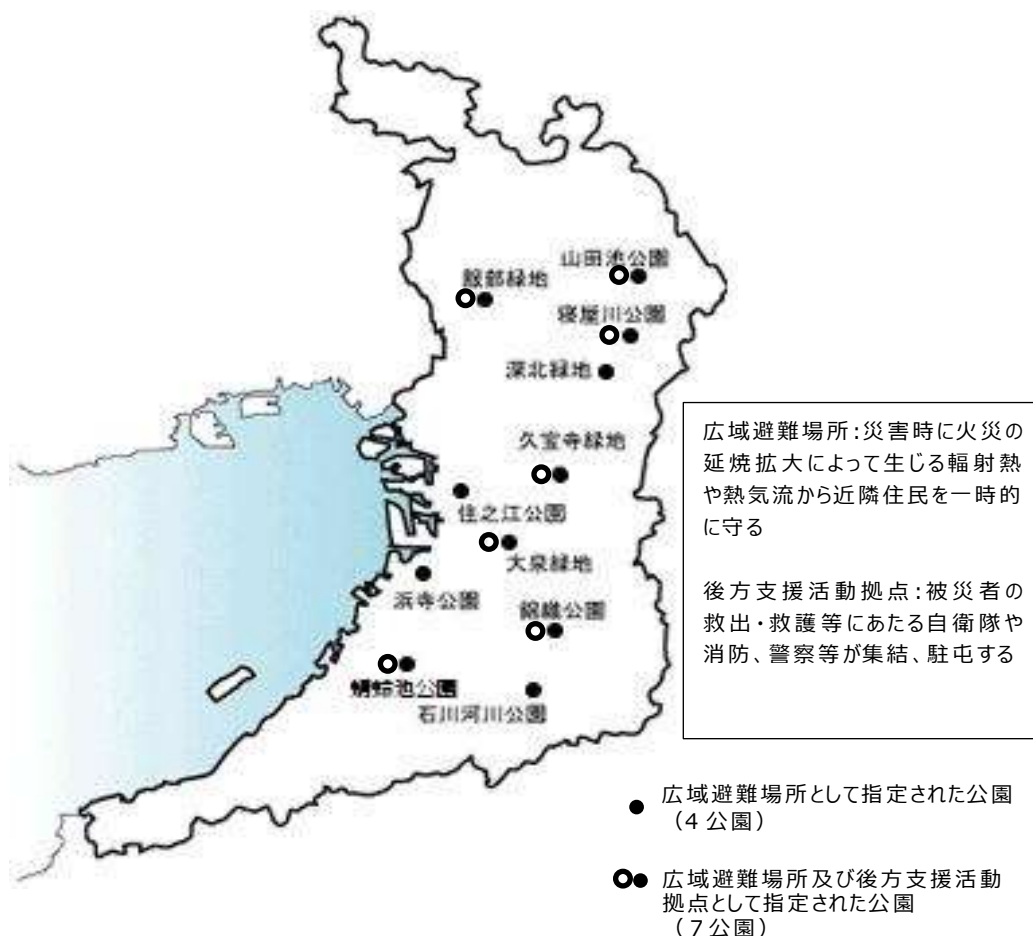 山田池公園
服部緑地
寝屋川公園
深北緑地
久宝寺緑地
住之江公園
大泉緑地
浜寺公園
錦織公園
蜻蛉池公園
石川河川公園
広域避難場所:災害時に火災の
延焼拡大によって生じる輻射熱
や熱気流から近隣住民を一時的
に守る
後方支援活動拠点:被災者の
救出・救護等にあたる自衛隊や
消防、警察等が集結、駐屯する
広域避難場所として指定された公園
(4公園)
広域避難場所及び後方支援活動
拠点として指定された公園
(7公園)